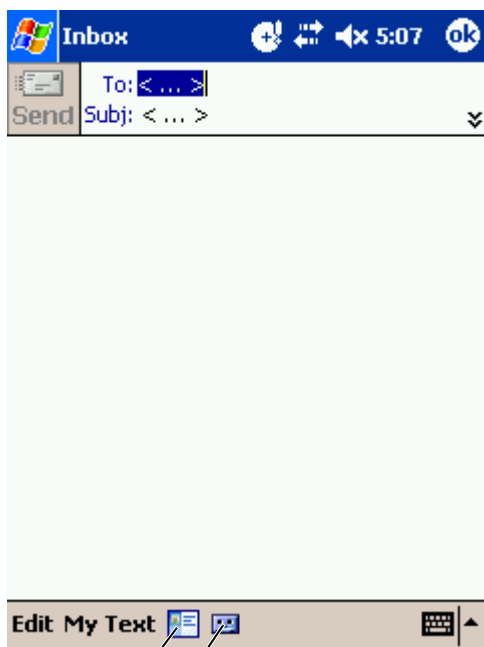 Inbox 5:07 ok
To: < ... >
Send Subj: < ... >
Edit My Text